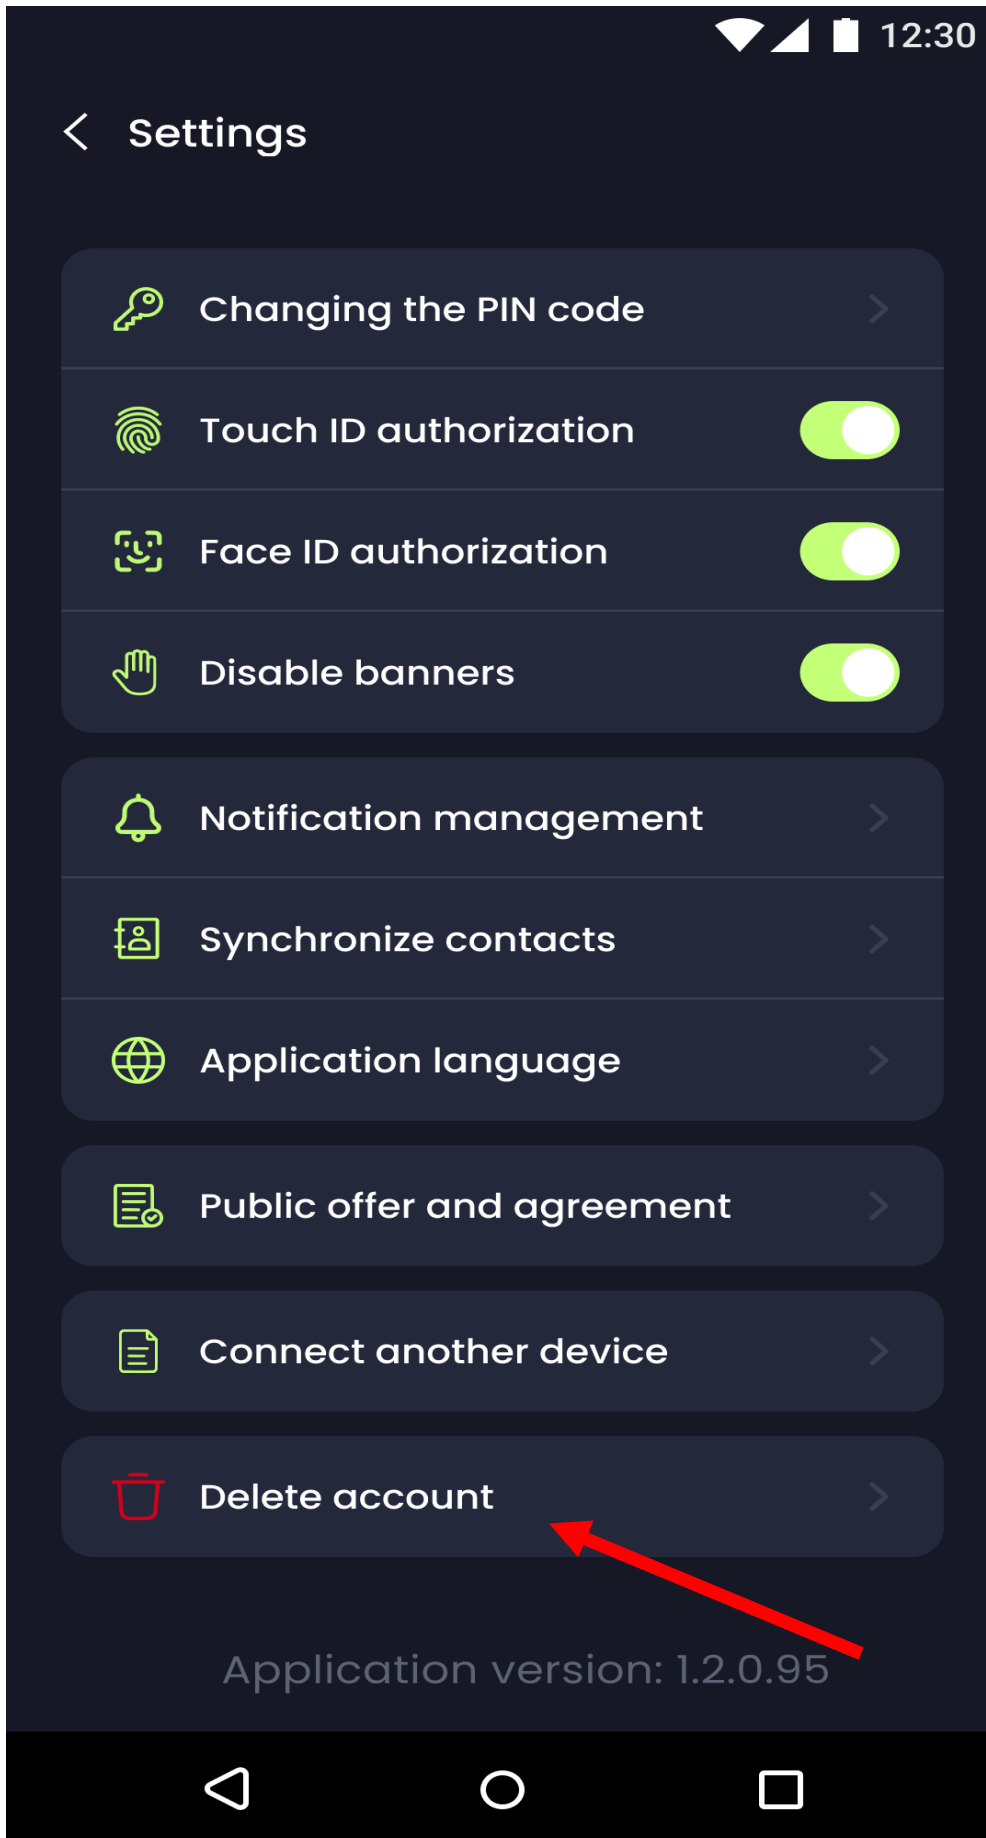 12:30
Settings
Changing the PIN code
Touch ID authorization
Face ID authorization
Disable banners
Notification management
Synchronize contacts
Application language
Public offer and agreement
Connect another device
Delete account
Application version: 1.2.0.95